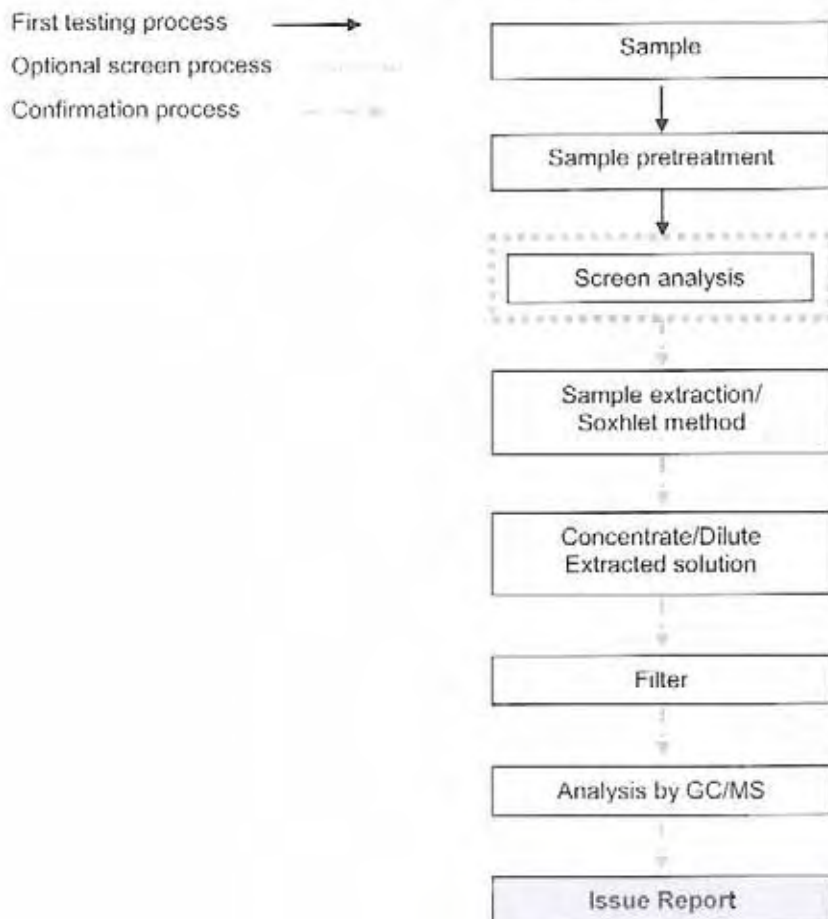 First testing process
Optional screen process
Confirmation process
Sample
Sample pretreatment
Screen analysis
Sample extraction/
Soxhlet method
Concentrate/Dilute
Extracted solution
Filter
Analysis by GC/MS
Issue Report